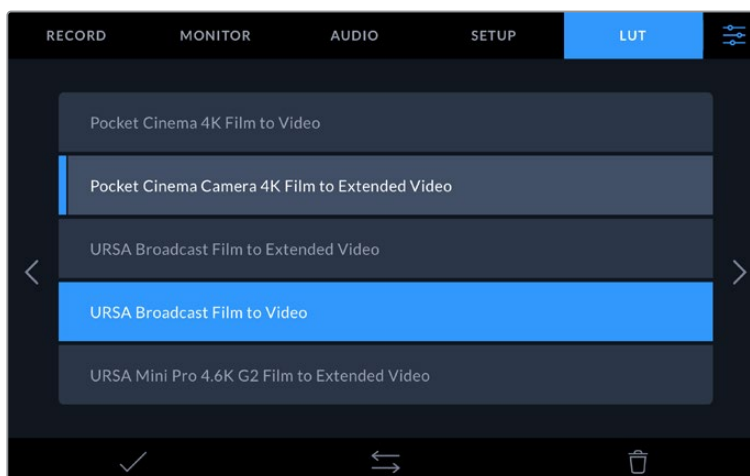 RECORD MONITOR AUDIO SETUP LUT
Pocket Cinema 4K Film to Video
Pocket Cinema Camera 4K Film to Extended Video
URSA Broadcast Film to Extended Video
URSA Broadcast Film to Video
URSA Mini Pro 4.6K G2 Film to Extended Video